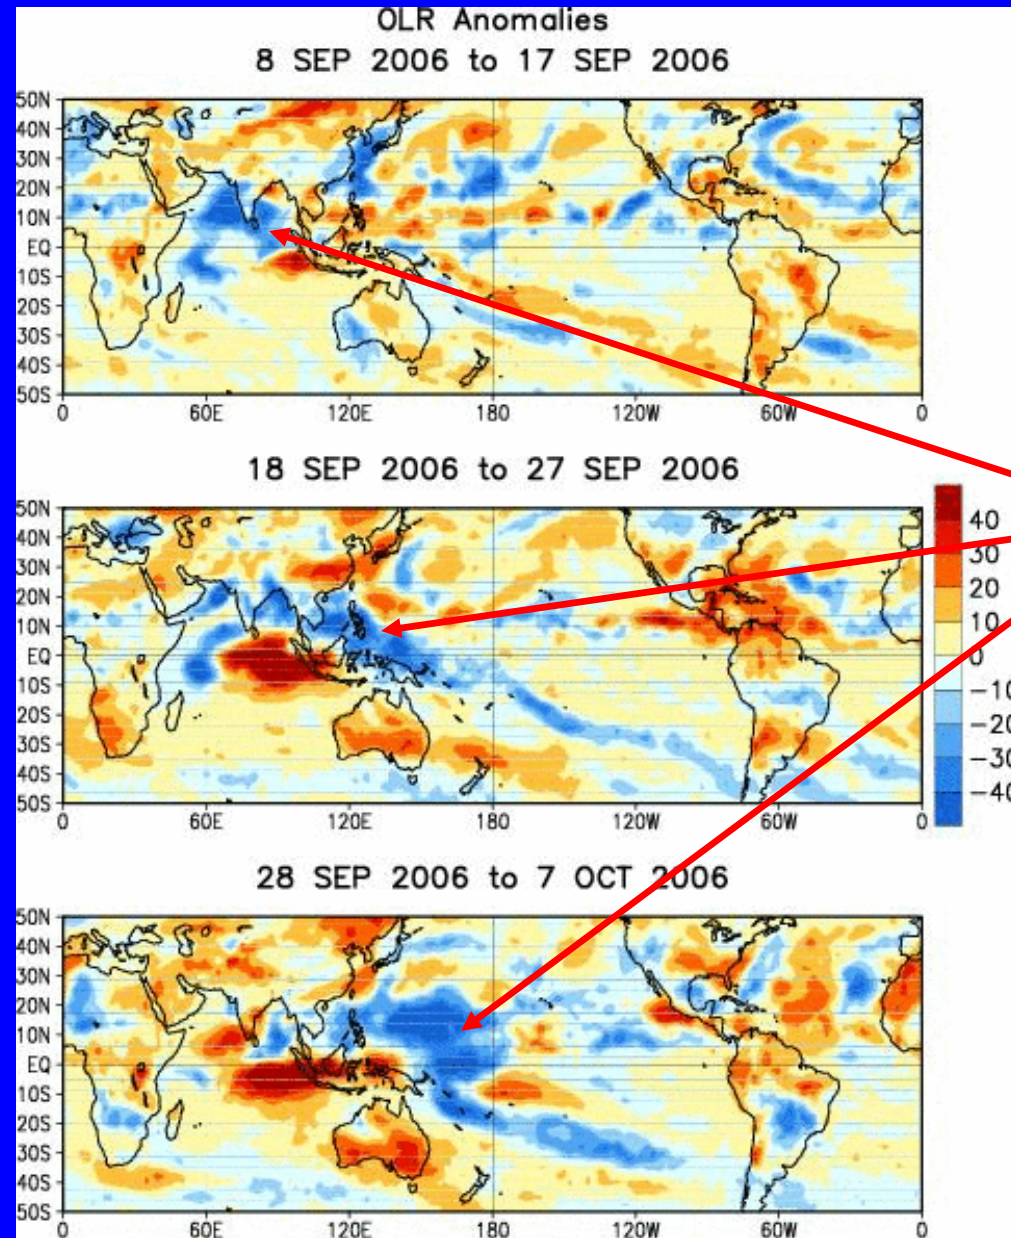 OLR Anomalies
8 SEP 2006 to 17 SEP 2006
50N
40N
30N
20N
10N
EQ
10S
20S
30S
40S
50S
0 60E 120E 180 120W 60W 0
18 SEP 2006 to 27 SEP 2006
50N
40N
30N
20N
10N
EQ
10S
20S
30S
40S
50S
0 60E 120E 180 120W 60W 0
40
30
20
10
0
-10
-20
-30
-40
28 SEP 2006 to 7 OCT 2006
50N
40N
30N
20N
10N
EQ
10S
20S
30S
40S
50S
0 60E 120E 180 120W 60W 0